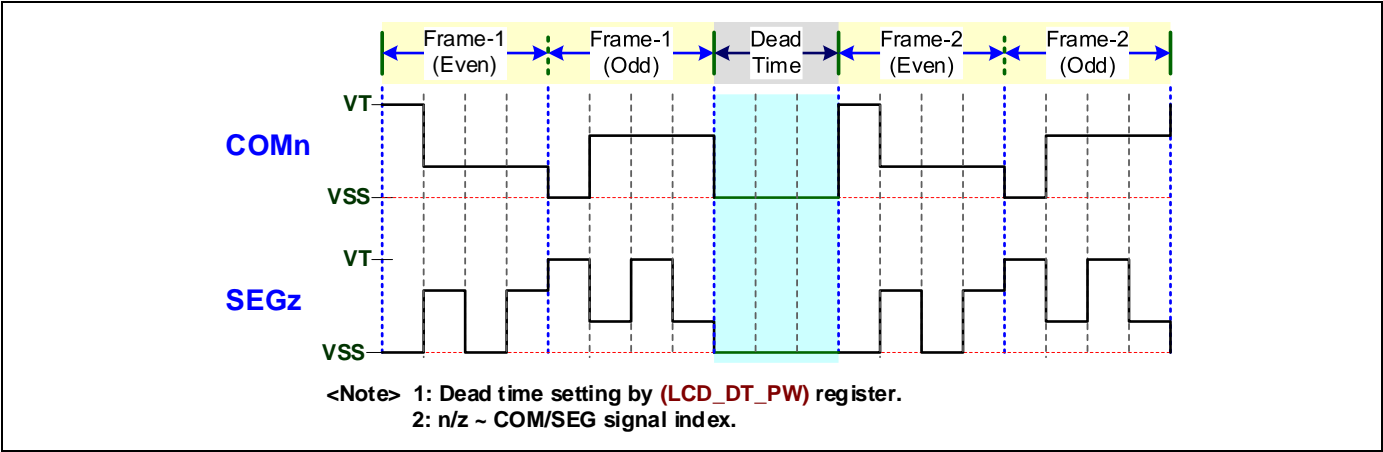 Frame-1 (Even)
Frame-1 (Odd)
Dead Time
Frame-2 (Even)
Frame-2 (Odd)
VT
COMn
VSS
VT
SEGz
VSS
<Note> 1: Dead time setting by (LCD_DT_PW) register.
2: n/z ~ COM/SEG signal index.